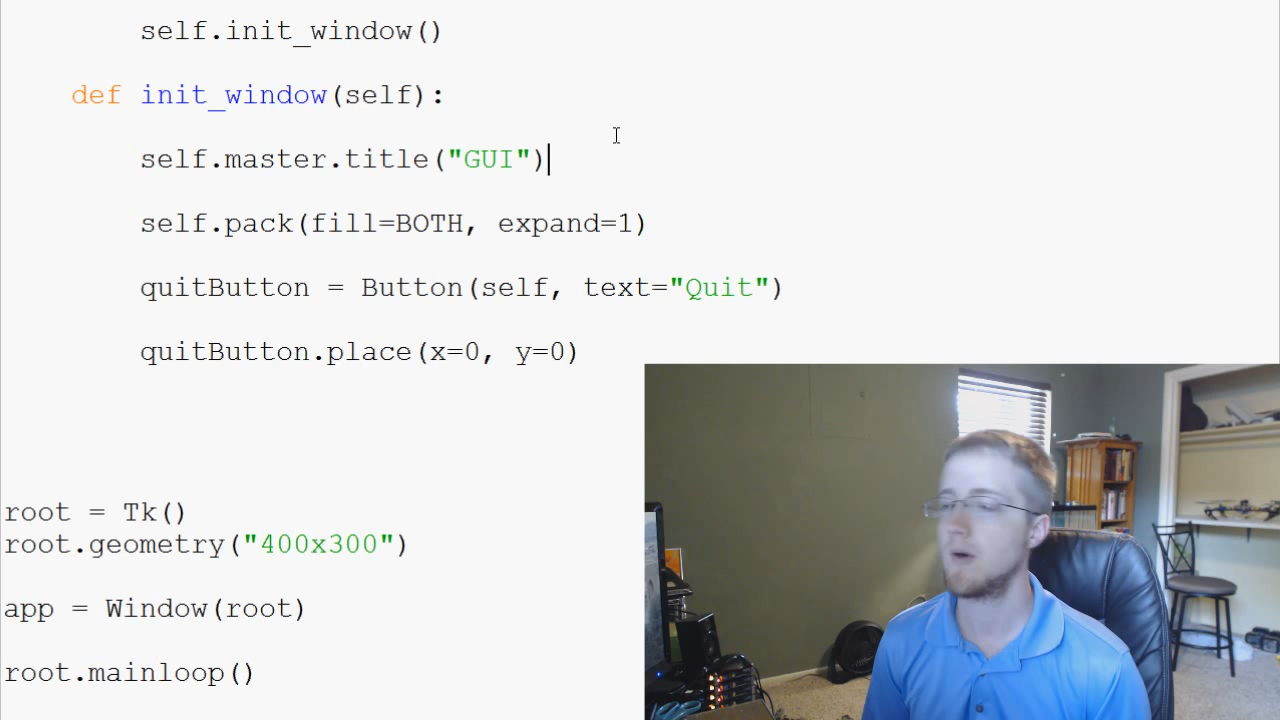 self.init_window()
def init_window(self):
self.master.title("GUI")
self.pack(fill=BOTH, expand=1)
quitButton = Button(self, text="Quit")
quitButton.place(x=0, y=0)
root = Tk()
root.geometry("400x300")
app = Window(root)
root.mainloop()